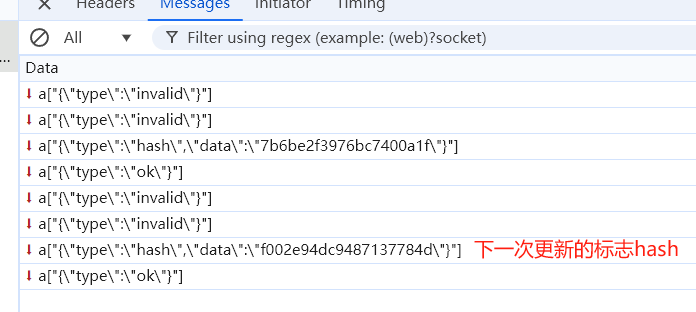 Headers Messages Initiator Timing
All ▼ Filter using regex (example: (web)?socket)
...
Data
a["{\"type\":\"invalid\"}"]
a["{\"type\":\"invalid\"}"]
a["{\"type\":\"hash\",\"data\":\"7b6be2f3976bc7400a1f\"}"]
a["{\"type\":\"ok\"}"]
a["{\"type\":\"invalid\"}"]
a["{\"type\":\"invalid\"}"]
a["{\"type\":\"hash\",\"data\":\"f002e94dc9487137784d\"}"] 下一次更新的标志hash
a["{\"type\":\"ok\"}"]